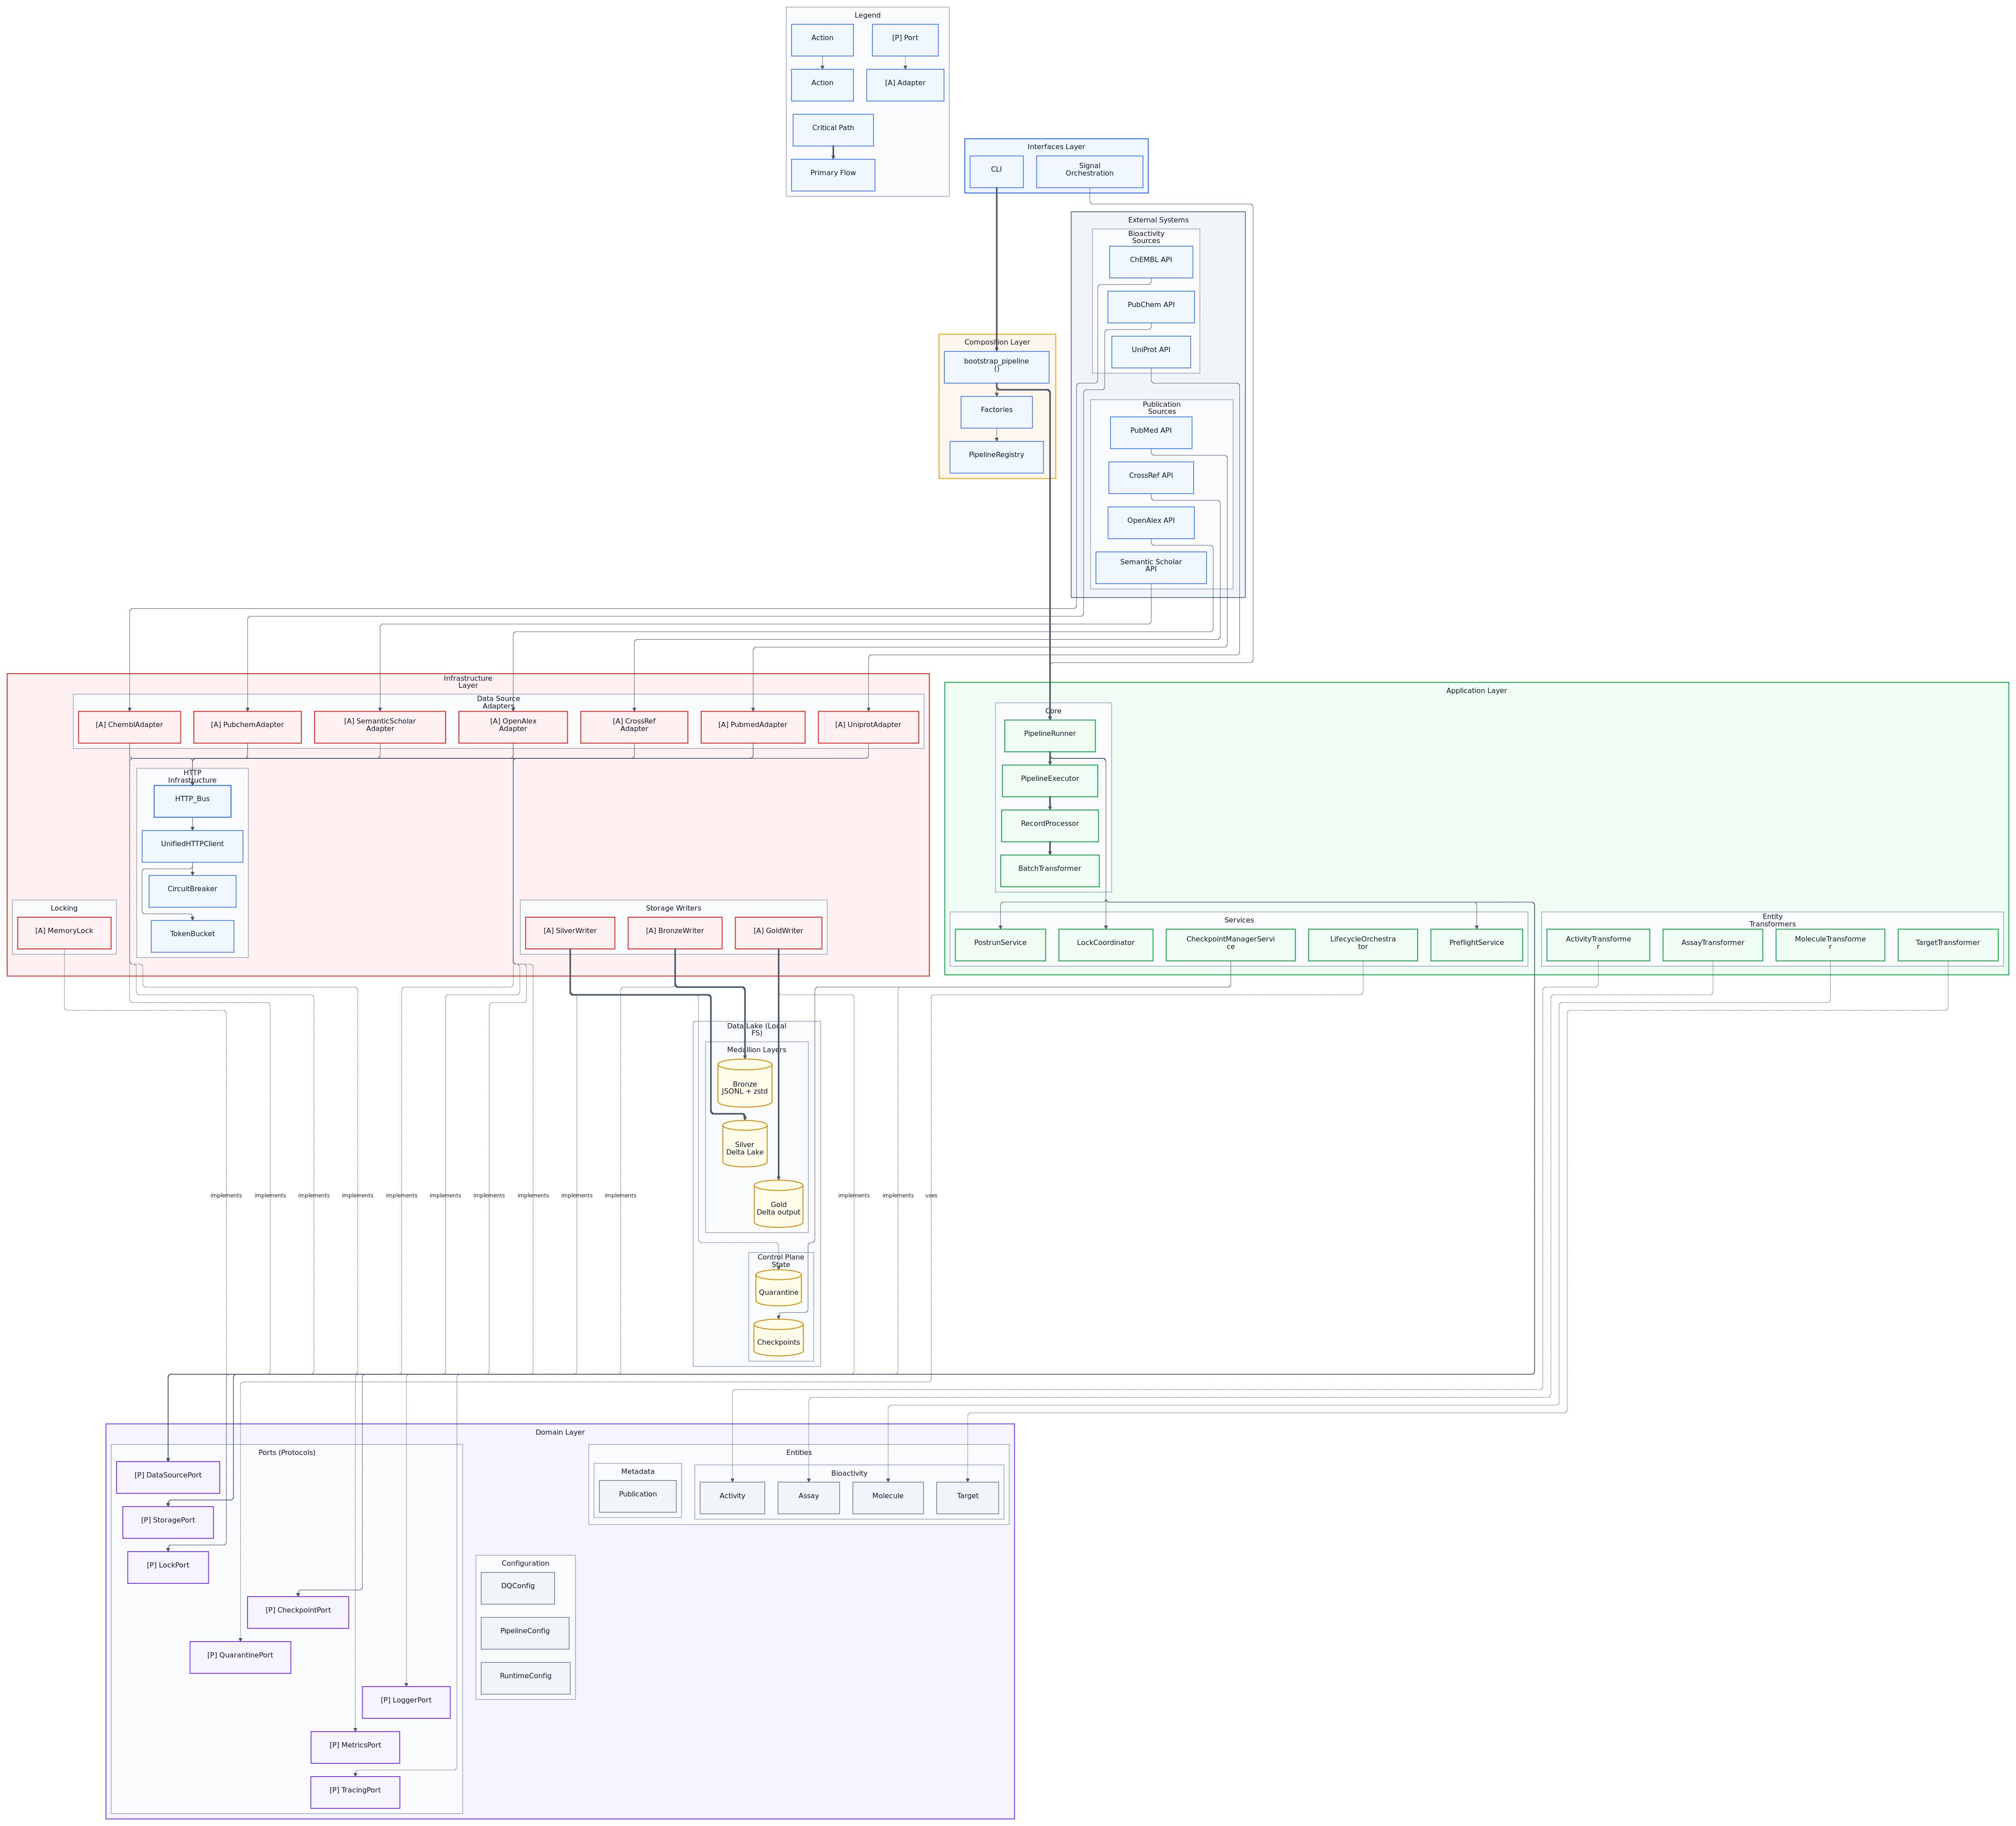 Legend
Action
[P] Port
Action
[A] Adapter
Critical Path
Primary Flow
Interfaces Layer
CLI
Signal
Orchestration
External Systems
Bioactivity
Sources
ChEMBL API
PubChem API
UniProt API
Composition Layer
bootstrap_pipeline
()
Factories
PipelineRegistry
Publication
Sources
PubMed API
CrossRef API
OpenAlex API
Semantic Scholar
API
Infrastructure
Layer
Data Source
Adapters
[A] ChemblAdapter
[A] PubchemAdapter
[A] SemanticScholar
Adapter
[A] OpenAlex
Adapter
[A] CrossRef
Adapter
[A] PubmedAdapter
[A] UniprotAdapter
HTTP
Infrastructure
HTTP_Bus
UnifiedHTTPClient
CircuitBreaker
TokenBucket
Locking
[A] MemoryLock
Storage Writers
[A] SilverWriter
[A] BronzeWriter
[A] GoldWriter
Application Layer
Core
PipelineRunner
PipelineExecutor
RecordProcessor
BatchTransformer
Services
PostrunService
LockCoordinator
CheckpointManagerServi
ce
LifecycleOrchestra
tor
PreflightService
Entity
Transformers
ActivityTransforme
r
AssayTransformer
MoleculeTransforme
r
TargetTransformer
Data Lake (Local
FS)
Medallion Layers
Bronze
JSONL + zstd
Silver
Delta Lake
Gold
Delta output
implements
implements
implements
implements
implements
implements
implements
implements
implements
implements
implements
implements
uses
Control Plane
State
Quarantine
Checkpoints
Domain Layer
Ports (Protocols)
[P] DataSourcePort
[P] StoragePort
[P] LockPort
[P] CheckpointPort
[P] QuarantinePort
[P] LoggerPort
[P] MetricsPort
[P] TracingPort
Entities
Metadata
Publication
Bioactivity
Activity
Assay
Molecule
Target
Configuration
DQConfig
PipelineConfig
RuntimeConfig